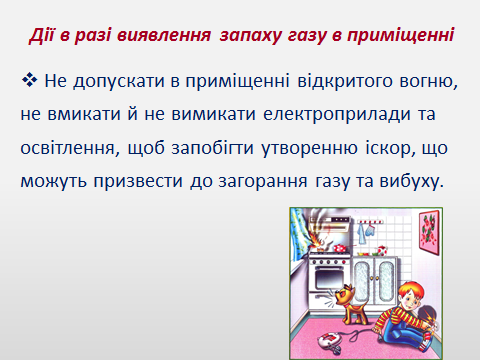 Дії в разі виявлення запаху газу в приміщенні
❖ Не допускати в приміщенні відкритого вогню,
не вмикати й не вимикати електроприлади та
освітлення, щоб запобігти утворенню іскор, що
можуть призвести до загорання газу та вибуху.